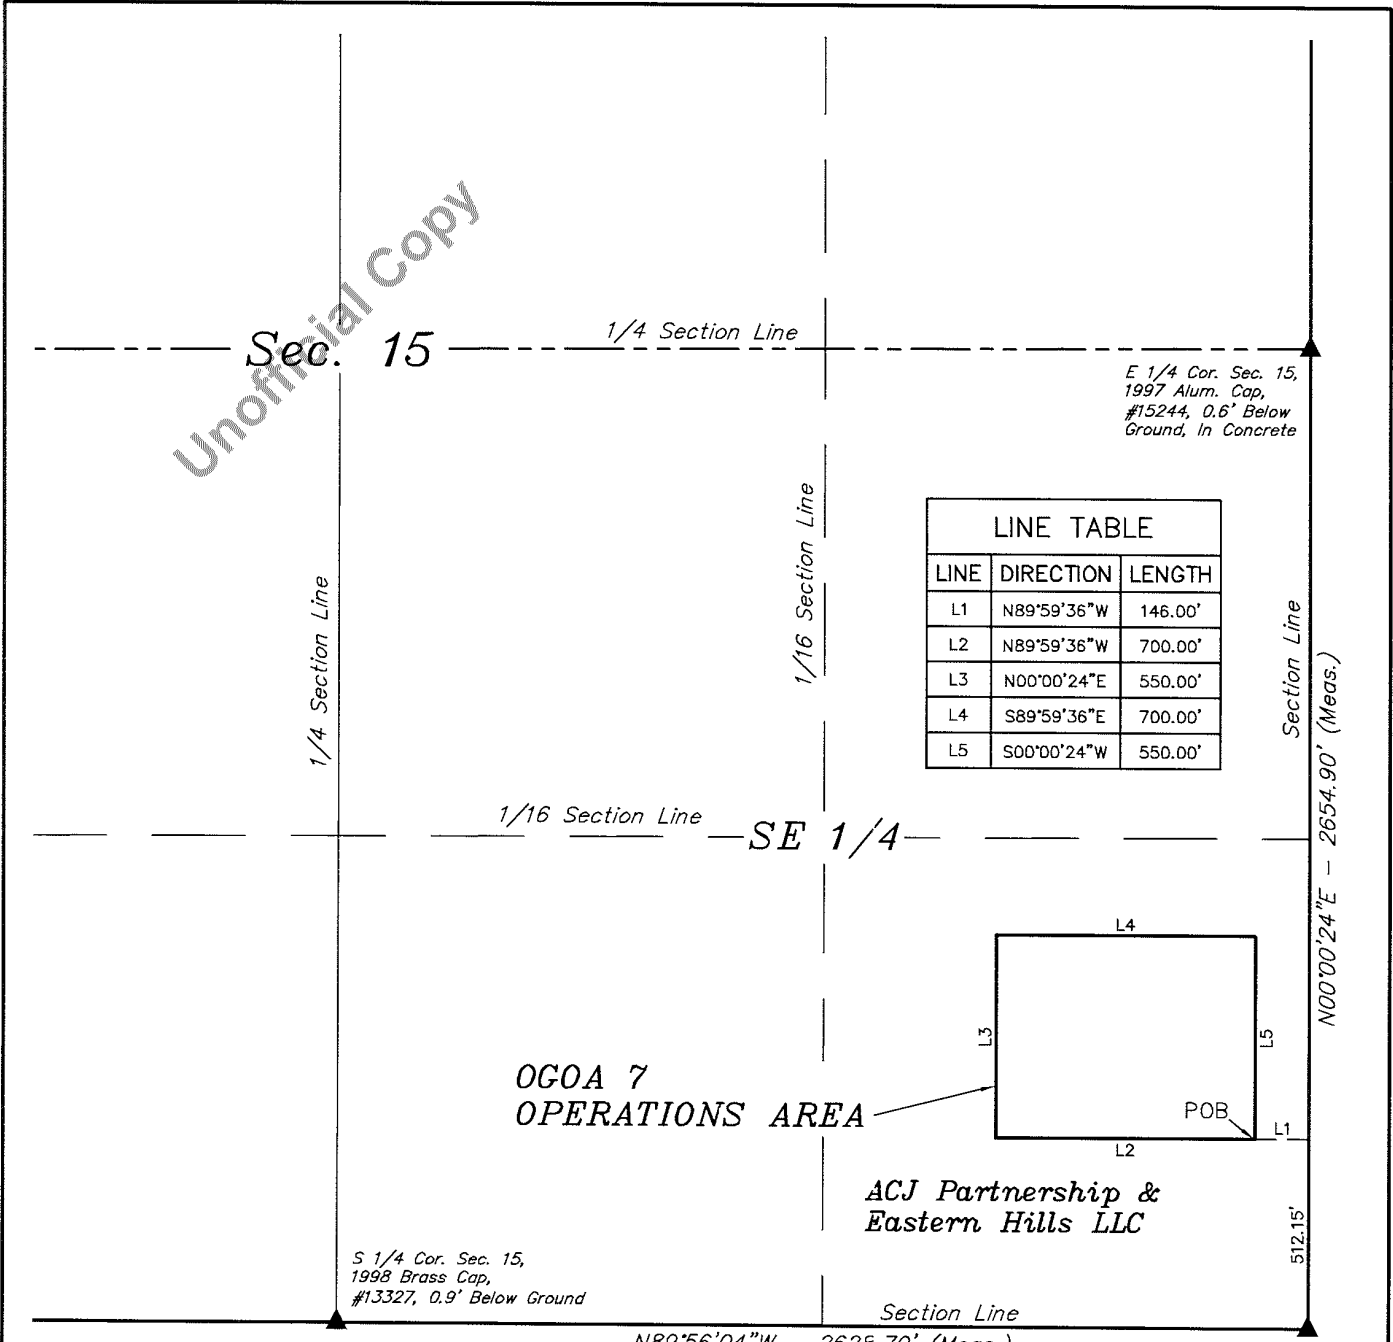 Unofficial Copy
Sec. 15
1/4 Section Line
E 1/4 Cor. Sec. 15,
1997 Alum. Cap,
#15244, 0.6' Below
Ground, In Concrete
1/16 Section Line
1/4 Section Line
LINE TABLE
LINE DIRECTION LENGTH
L1 N89°59'36"W 146.00'
L2 N89°59'36"W 700.00'
L3 N00°00'24"E 550.00'
L4 S89°59'36"E 700.00'
L5 S00°00'24"W 550.00'
Section Line
N00°00'24"E - 2654.90' (Meas.)
1/16 Section Line
SE 1/4
L4
L3
L5
OGOA 7
OPERATIONS AREA
POB
L1
L2
ACJ Partnership &
Eastern Hills LLC
512.15'
S 1/4 Cor. Sec. 15,
1998 Brass Cap,
#13327, 0.9' Below Ground
Section Line